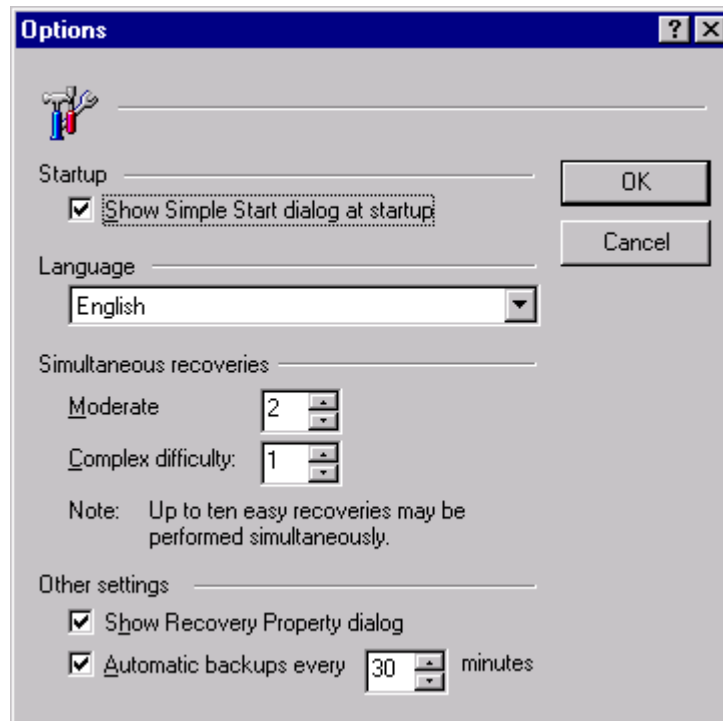 Options
Startup
Show Simple Start dialog at startup
OK
Cancel
Language
English
Simultaneous recoveries
Moderate 2
Complex difficulty: 1
Note: Up to ten easy recoveries may be
performed simultaneously.
Other settings
Show Recovery Property dialog
Automatic backups every 30 minutes